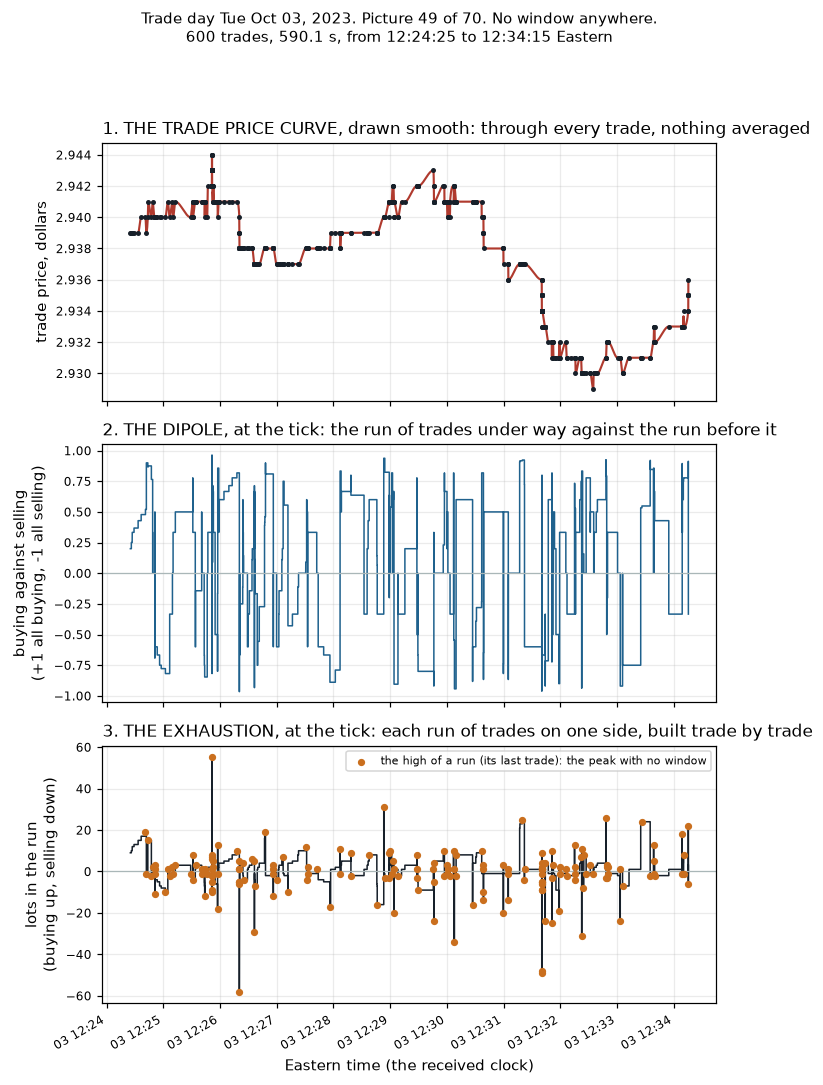 Trade day Tue Oct 03, 2023. Picture 49 of 70. No window anywhere.
600 trades, 590.1 s, from 12:24:25 to 12:34:15 Eastern
1. THE TRADE PRICE CURVE, drawn smooth: through every trade, nothing averaged
2.944
2.942
2.940
2.938
2.936
2.934
2.932
2.930
trade price, dollars
2. THE DIPOLE, at the tick: the run of trades under way against the run before it
1.00
0.75
0.50
0.25
0.00
−0.25
−0.50
−0.75
−1.00
buying against selling
(+1 all buying, -1 all selling)
3. THE EXHAUSTION, at the tick: each run of trades on one side, built trade by trade
the high of a run (its last trade): the peak with no window
60
40
20
0
−20
−40
−60
lots in the run
(buying up, selling down)
03 12:24
03 12:25
03 12:26
03 12:27
03 12:28
03 12:29
03 12:30
03 12:31
03 12:32
03 12:33
03 12:34
Eastern time (the received clock)